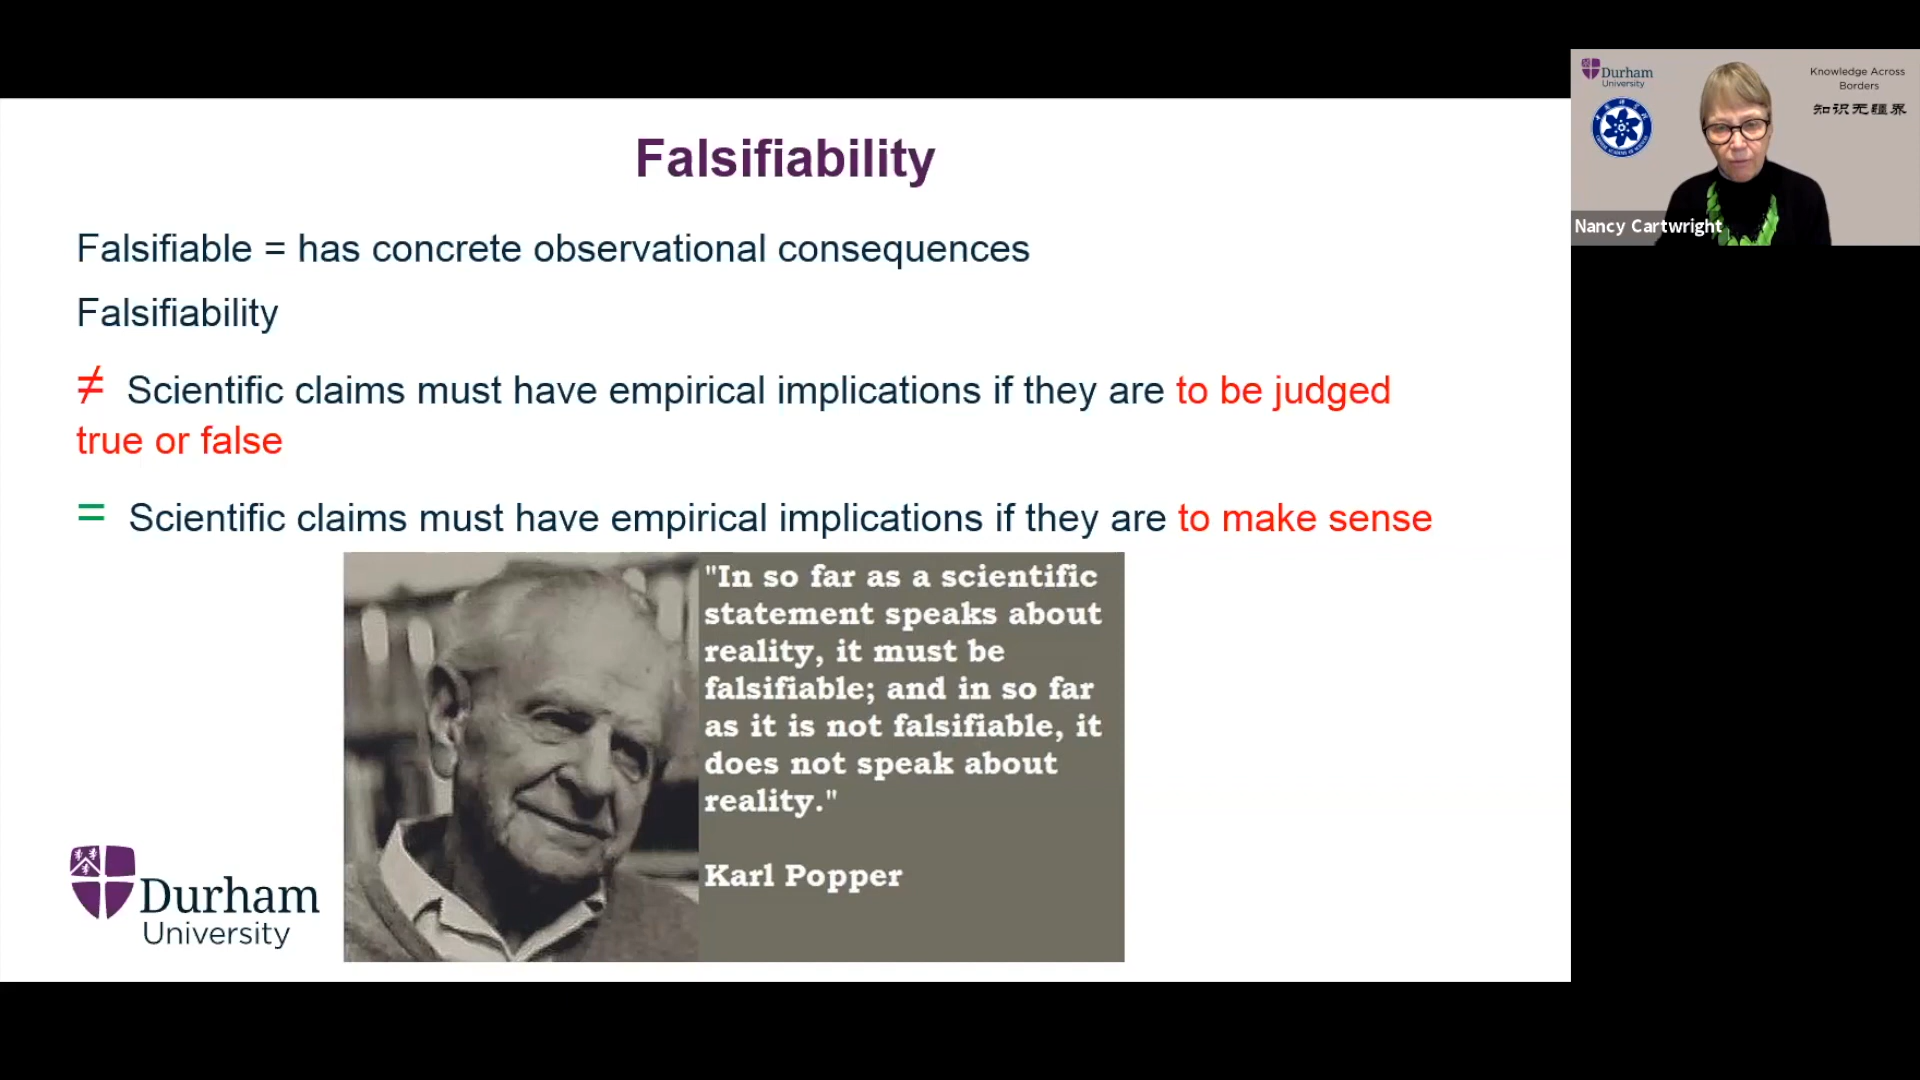 Falsifiability
Falsifiable = has concrete observational consequences
Falsifiability
≠ Scientific claims must have empirical implications if they are to be judged
true or false
= Scientific claims must have empirical implications if they are to make sense
"In so far as a scientific
statement speaks about
reality, it must be
falsifiable; and in so far
as it is not falsifiable, it
does not speak about
reality."
Karl Popper
Durham
University
Durham
University
Knowledge Across
Borders
知识无疆界
Nancy Cartwright